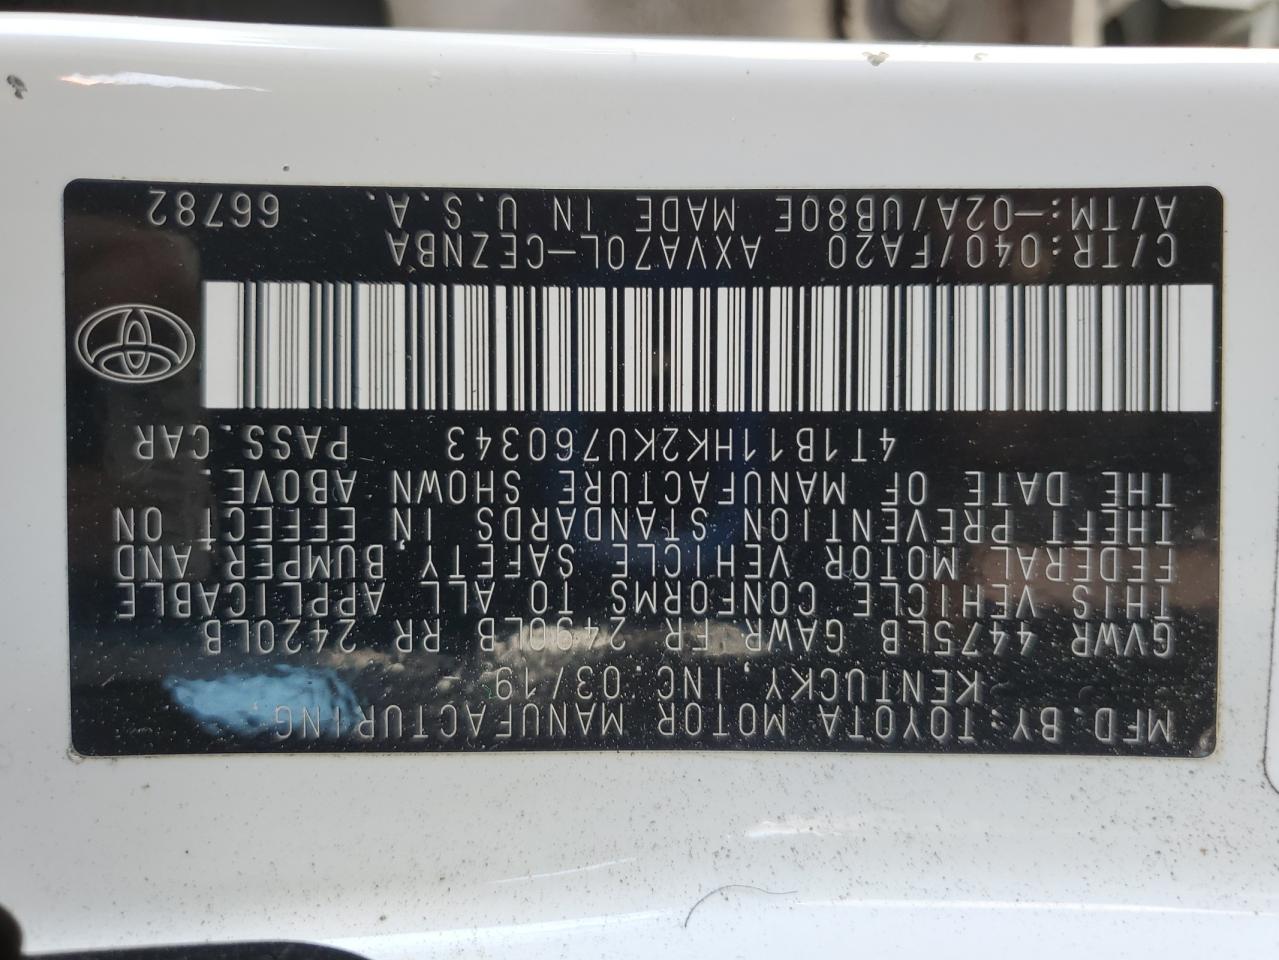 MFD.BY:TOYOTA MOTOR MANUFACTURING,
KENTUCKY, INC. 03/19
GVWR 4475LB GAWR FR 2490LB RR 2420LB
THIS VEHICLE CONFORMS TO ALL APPLICABLE
FEDERAL MOTOR VEHICLE SAFETY, BUMPER AND
THEFT PREVENTION STANDARDS IN EFFECT ON
THE DATE OF MANUFACTURE SHOWN ABOVE.
4T1B11HK2KU760343 PASS. CAR
C/TR:040/FA20 AXVA70L-CEZNBA
A/TM:-02A/UB80E MADE IN U.S.A. 66782